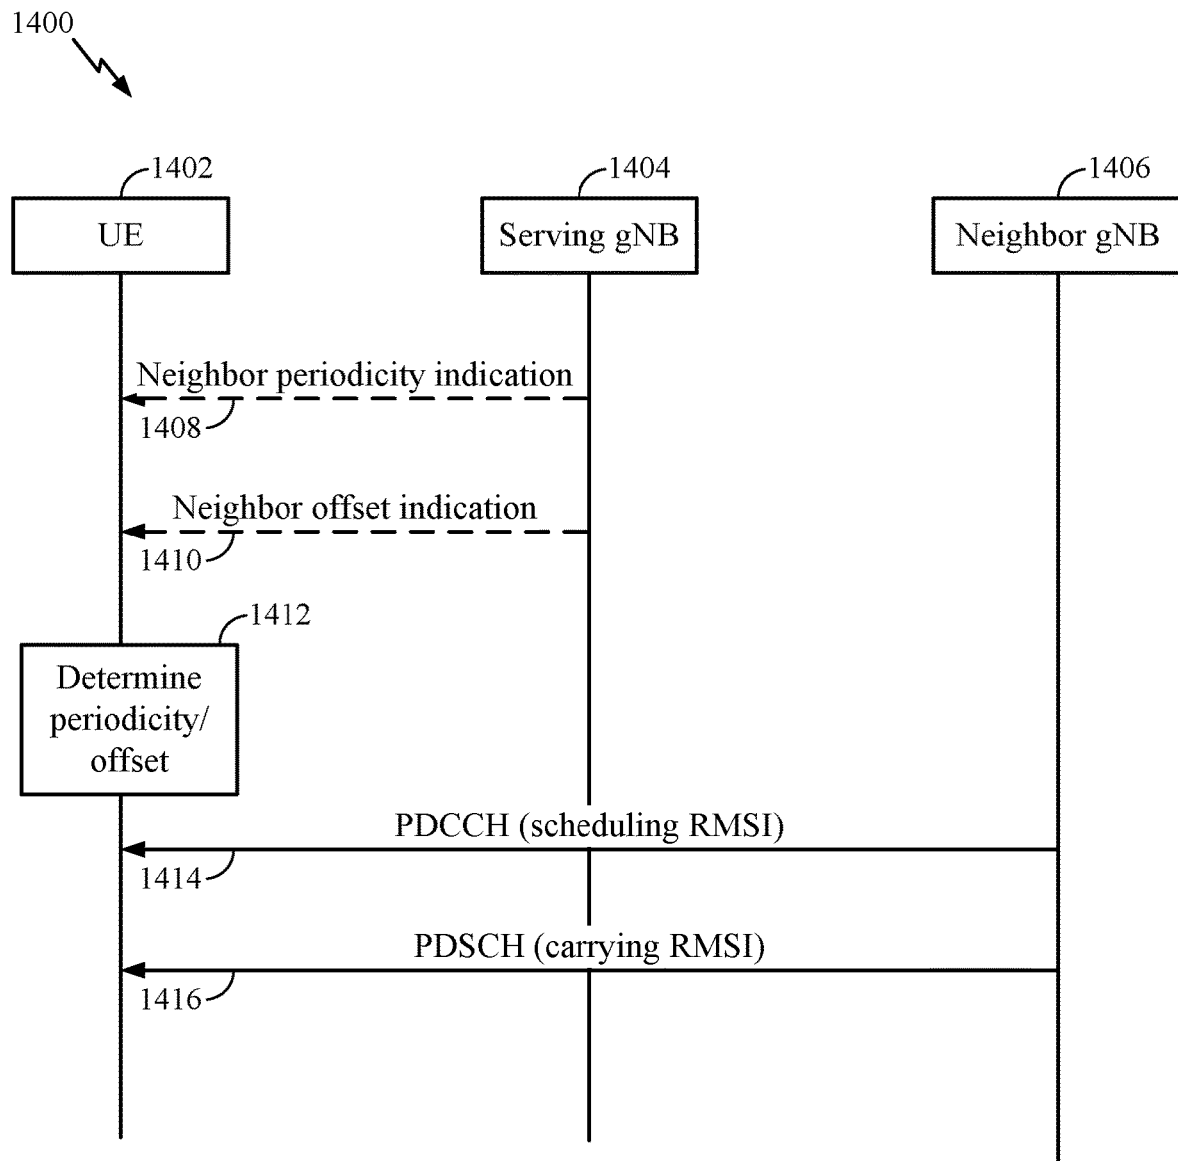 1400
1402
1404
1406
UE
Serving gNB
Neighbor gNB
Neighbor periodicity indication
1408
Neighbor offset indication
1410
1412
Determine
periodicity/
offset
PDCCH (scheduling RMSI)
1414
PDSCH (carrying RMSI)
1416